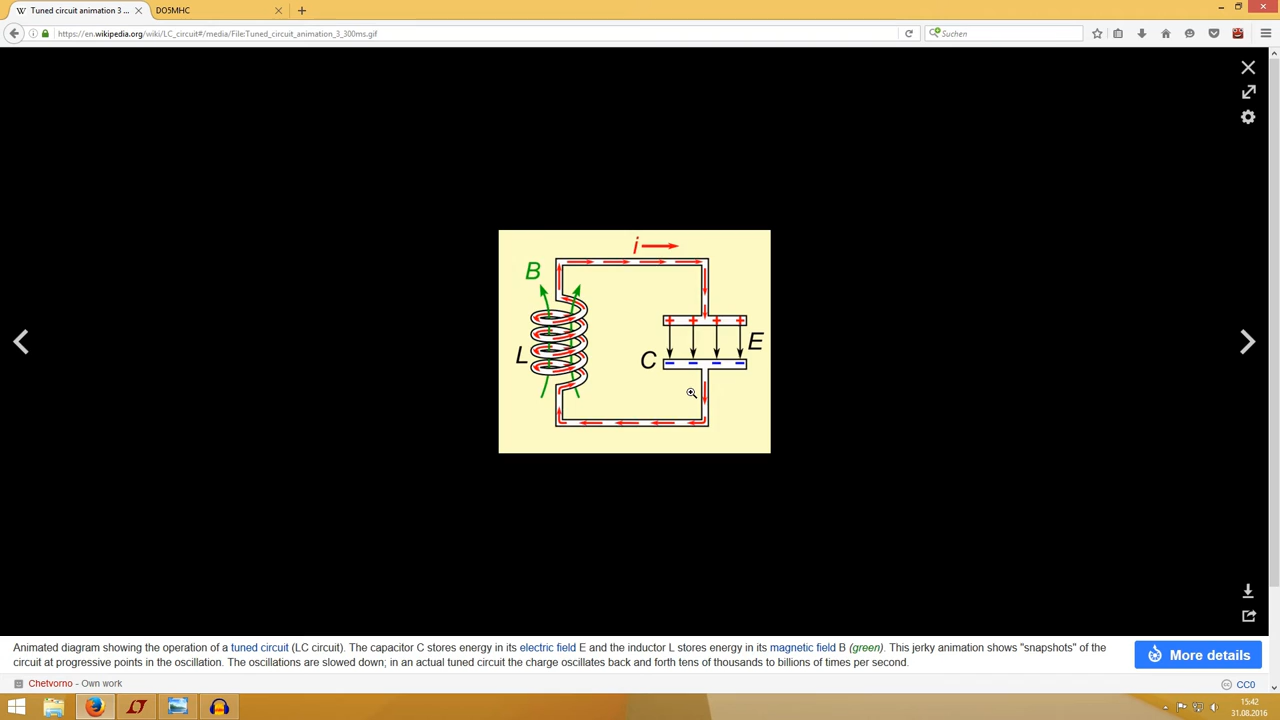 Tuned circuit animation 3 ...
DO5MHC
https://en.wikipedia.org/wiki/LC_circuit#/media/File:Tuned_circuit_animation_3_300ms.gif
Suchen
i
B
L
C
E
+ + + +
- - - -
Animated diagram showing the operation of a tuned circuit (LC circuit). The capacitor C stores energy in its electric field E and the inductor L stores energy in its magnetic field B (green). This jerky animation shows "snapshots" of the
circuit at progressive points in the oscillation. The oscillations are slowed down; in an actual tuned circuit the charge oscillates back and forth tens of thousands to billions of times per second.
More details
Chetvorno - Own work
CC0
15:42
31.08.2016